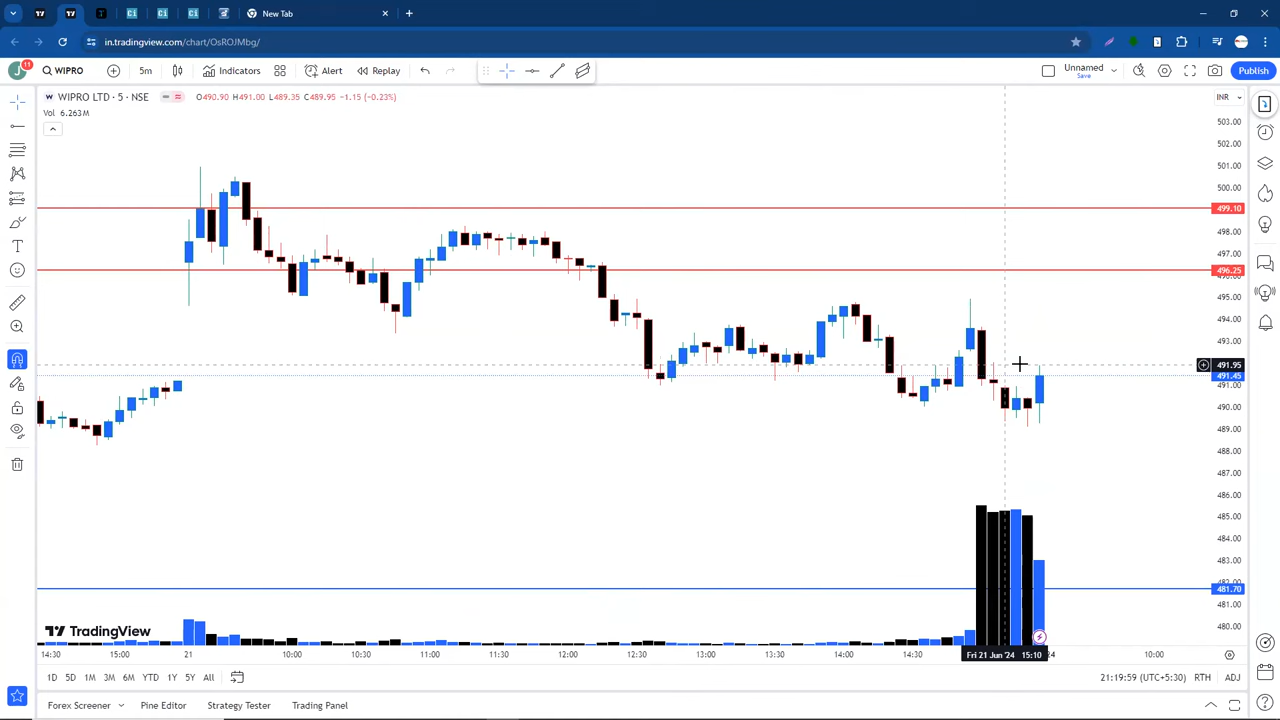 New Tab
in.tradingview.com/chart/OsROJMbg/
11
WIPRO
5m
Indicators
Alert
Replay
Unnamed
Save
Publish
WIPRO LTD · 5 · NSE
O490.90 H491.00 L489.35 C489.95 −1.15 (−0.23%)
INR
Vol 6.263M
503.00
502.00
501.00
500.00
499.10
498.00
497.00
496.25
495.00
494.00
493.00
491.95
491.45
491.00
490.00
489.00
488.00
487.00
486.00
485.00
484.00
483.00
482.00
481.70
481.00
480.00
TradingView
14:30 15:00 21 10:00 10:30 11:00 11:30 12:00 12:30 13:00 13:30 14:00 14:30 Fri 21 Jun '24 15:10 10:00
1D 5D 1M 3M 6M YTD 1Y 5Y All
21:19:59 (UTC+5:30) RTH ADJ
Forex Screener Pine Editor Strategy Tester Trading Panel